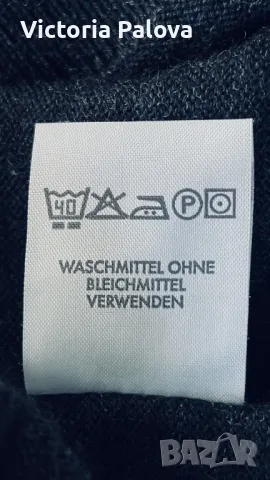 Victoria Palova
40
P
WASCHMITTEL OHNE
BLEICHMITTEL
VERWENDEN
BAZAR